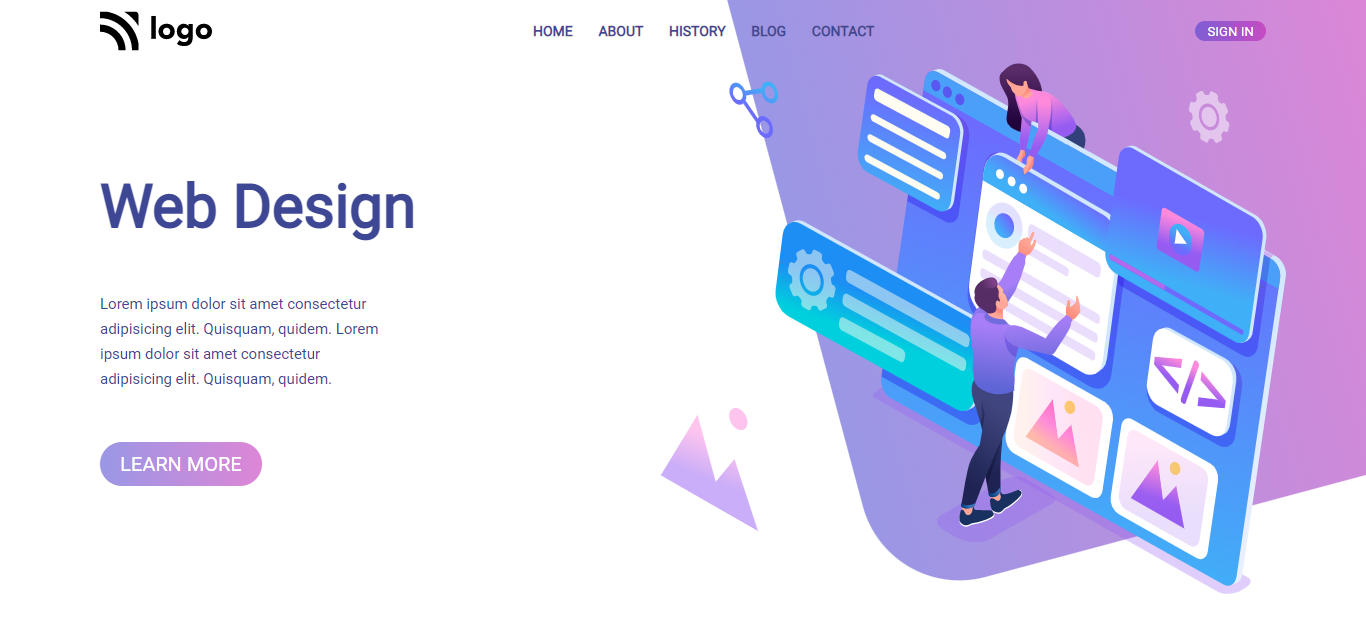 logo
HOME ABOUT HISTORY BLOG CONTACT
SIGN IN
Web Design
Lorem ipsum dolor sit amet consectetur
adipisicing elit. Quisquam, quidem. Lorem
ipsum dolor sit amet consectetur
adipisicing elit. Quisquam, quidem.
LEARN MORE
</>